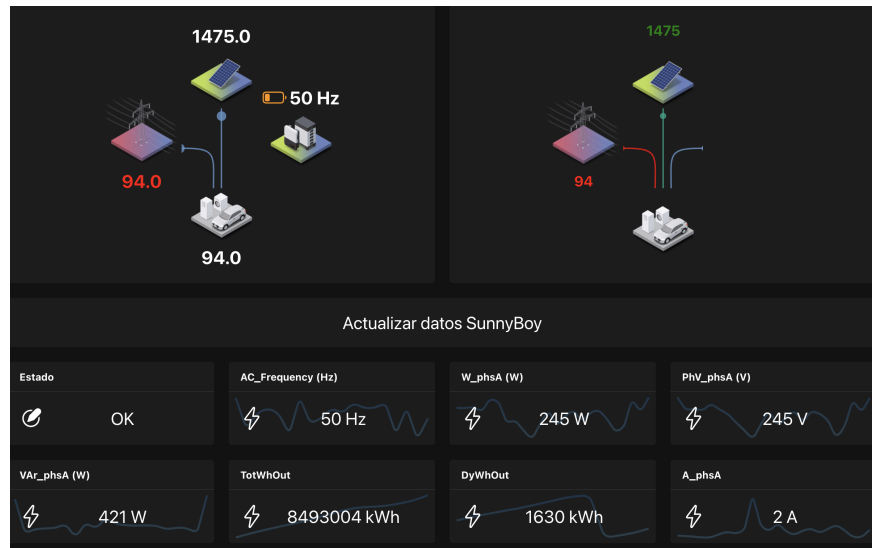 1475.0
1475
50 Hz
94.0
94
94.0
Actualizar datos SunnyBoy
Estado
AC_Frequency (Hz)
W_phsA (W)
PhV_phsA (V)
OK
50 Hz
245 W
245 V
VAr_phsA (W)
TotWhOut
DyWhOut
A_phsA
421 W
8493004 kWh
1630 kWh
2 A